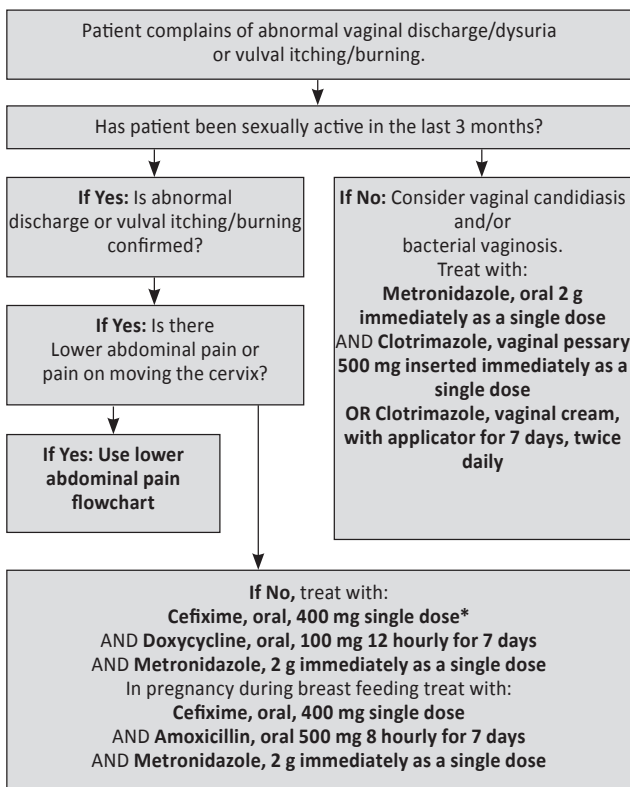 Patient complains of abnormal vaginal discharge/dysuria
or vulval itching/burning.
Has patient been sexually active in the last 3 months?
If Yes: Is abnormal
discharge or vulval itching/burning
confirmed?
If No: Consider vaginal candidiasis
and/or
bacterial vaginosis.
Treat with:
Metronidazole, oral 2 g
immediately as a single dose
AND Clotrimazole, vaginal pessary
500 mg inserted immediately as a
single dose
OR Clotrimazole, vaginal cream,
with applicator for 7 days, twice
daily
If Yes: Is there
Lower abdominal pain or
pain on moving the cervix?
If Yes: Use lower
abdominal pain
flowchart
If No, treat with:
Cefixime, oral, 400 mg single dose*
AND Doxycycline, oral, 100 mg 12 hourly for 7 days
AND Metronidazole, 2 g immediately as a single dose
In pregnancy during breast feeding treat with:
Cefixime, oral, 400 mg single dose
AND Amoxicillin, oral 500 mg 8 hourly for 7 days
AND Metronidazole, 2 g immediately as a single dose